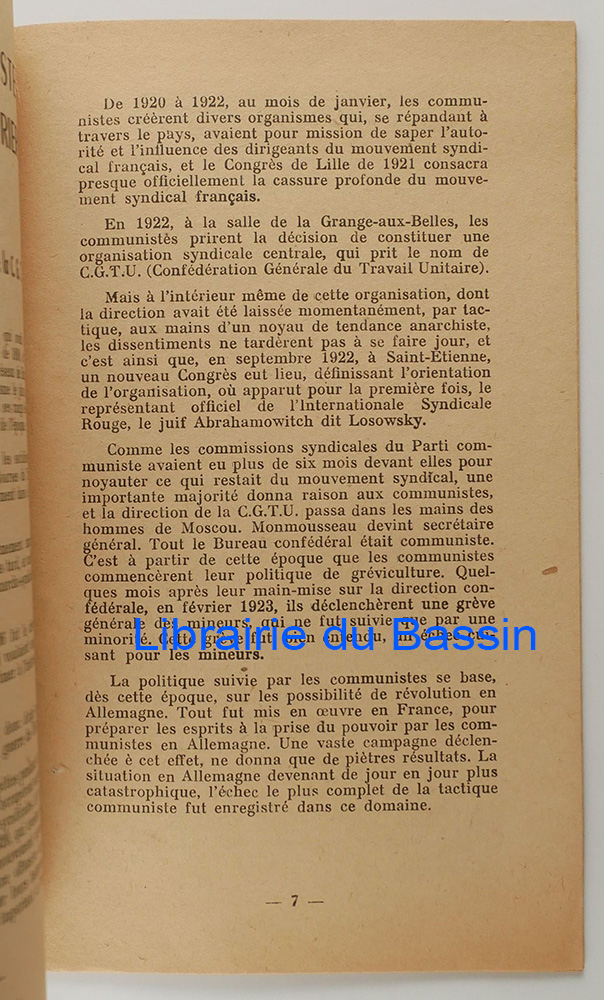 De 1920 à 1922, au mois de janvier, les commu-
nistes créèrent divers organismes qui, se répandant à
travers le pays, avaient pour mission de saper l'auto-
rité et l'influence des dirigeants du mouvement syndi-
cal français, et le Congrès de Lille de 1921 consacra
presque officiellement la cassure profonde du mouve-
ment syndical français.
En 1922, à la salle de la Grange-aux-Belles, les
communistes prirent la décision de constituer une
organisation syndicale centrale, qui prit le nom de
C.G.T.U. (Confédération Générale du Travail Unitaire).
Mais à l'intérieur même de cette organisation, dont
la direction avait été laissée momentanément, par tac-
tique, aux mains d'un noyau de tendance anarchiste,
les dissentiments ne tardèrent pas à se faire jour, et
c'est ainsi que, en septembre 1922, à Saint-Etienne,
un nouveau Congrès eut lieu, définissant l'orientation
de l'organisation, où apparut pour la première fois, le
représentant officiel de l'Internationale Syndicale
Rouge, le juif Abrahamowitch dit Losowsky.
Comme les commissions syndicales du Parti com-
muniste avaient eu plus de six mois devant elles pour
noyauter ce qui restait du mouvement syndical, une
importante majorité donna raison aux communistes,
et la direction de la C.G.T.U. passa dans les mains des
hommes de Moscou. Monmousseau devint secrétaire
général. Tout le Bureau confédéral était communiste.
C'est à partir de cette époque que les communistes
commencèrent leur politique de gréviculture. Quel-
ques mois après leur main-mise sur la direction con-
fédérale, en février 1923, ils déclenchèrent une grève
générale des mineurs, qui ne fut suivie que par une
minorité. Cette grève fut, bien entendu, un échec cui-
sant pour les mineurs.
Librairie du Bassin
La politique suivie par les communistes se base,
dès cette époque, sur les possibilité de révolution en
Allemagne. Tout fut mis en œuvre en France, pour
préparer les esprits à la prise du pouvoir par les com-
munistes en Allemagne. Une vaste campagne déclen-
chée è cet effet, ne donna que de piètres résultats. La
situation en Allemagne devenant de jour en jour plus
catastrophique, l'échec le plus complet de la tactique
communiste fut enregistré dans ce domaine.
— 7 —